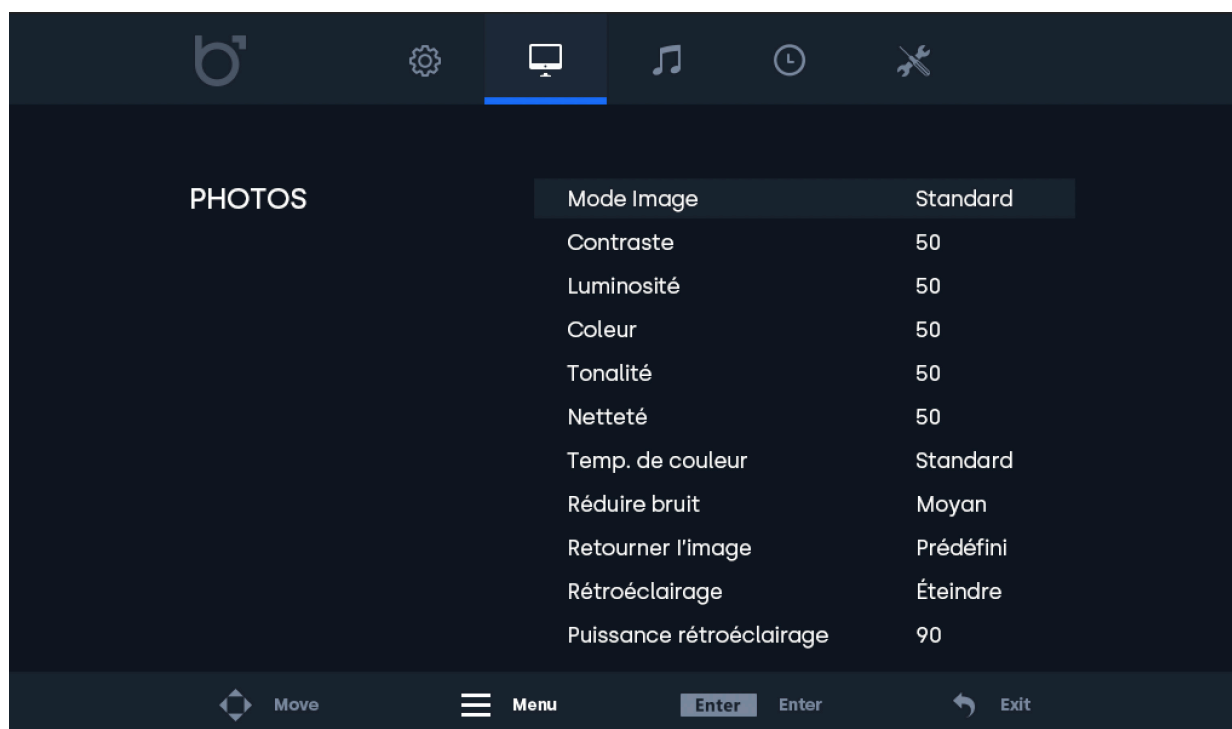 PHOTOS
Mode Image Standard
Contraste 50
Luminosité 50
Coleur 50
Tonalité 50
Netteté 50
Temp. de couleur Standard
Réduire bruit Moyan
Retourner l'image Prédéfini
Rétroéclairage Éteindre
Puissance rétroéclairage 90
Move Menu Enter Enter Exit